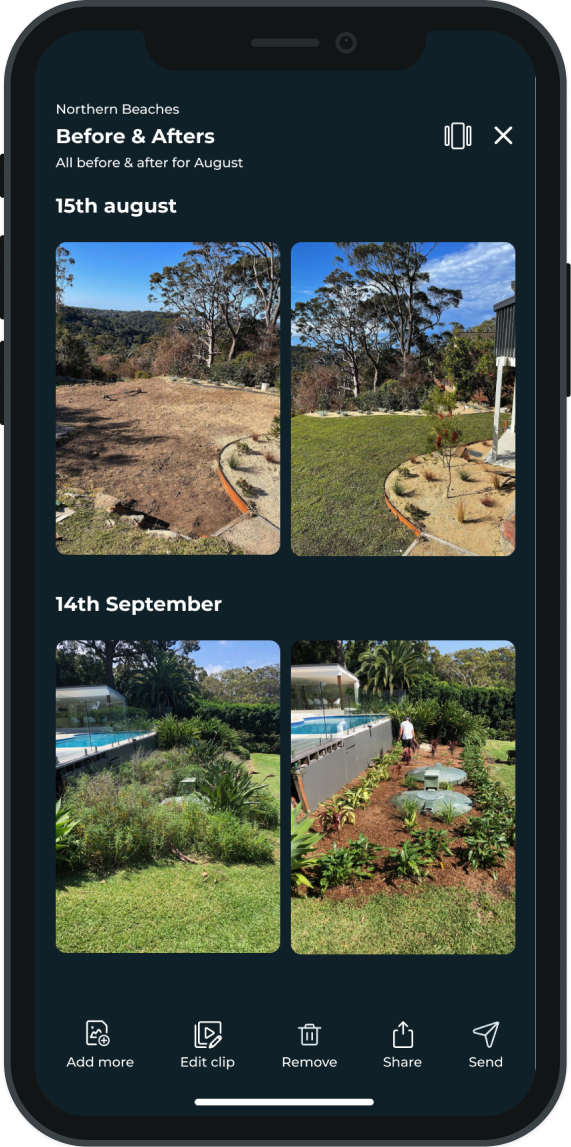 Northern Beaches
Before & Afters
All before & after for August
15th august
14th September
Add more
Edit clip
Remove
Share
Send